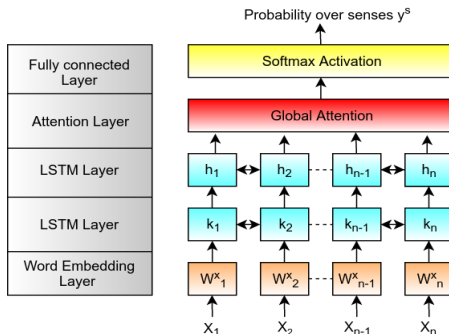 Probability over senses yˢ
Fully connected
Layer
Softmax Activation
Attention Layer
Global Attention
LSTM Layer
h₁ h₂ hₙ₋₁ hₙ
LSTM Layer
k₁ k₂ kₙ₋₁ kₙ
Word Embedding
Layer
Wˣ₁ Wˣ₂ Wˣₙ₋₁ Wˣₙ
X₁ X₂ Xₙ₋₁ Xₙ